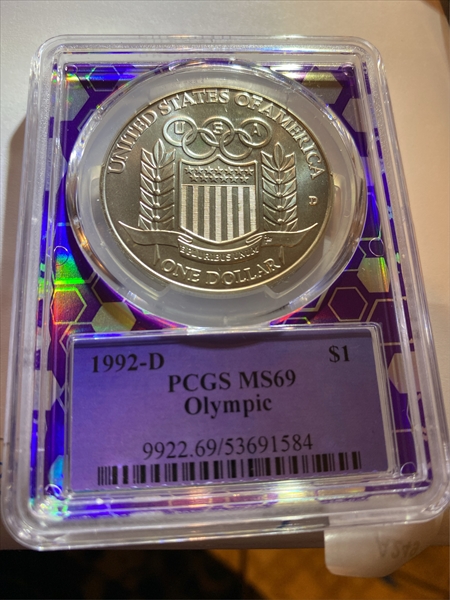 UNITED STATES OF AMERICA
USA
D
E PLURIBUS UNUM
ONE DOLLAR
1992-D $1
PCGS MS69
Olympic
9922.69/53691584